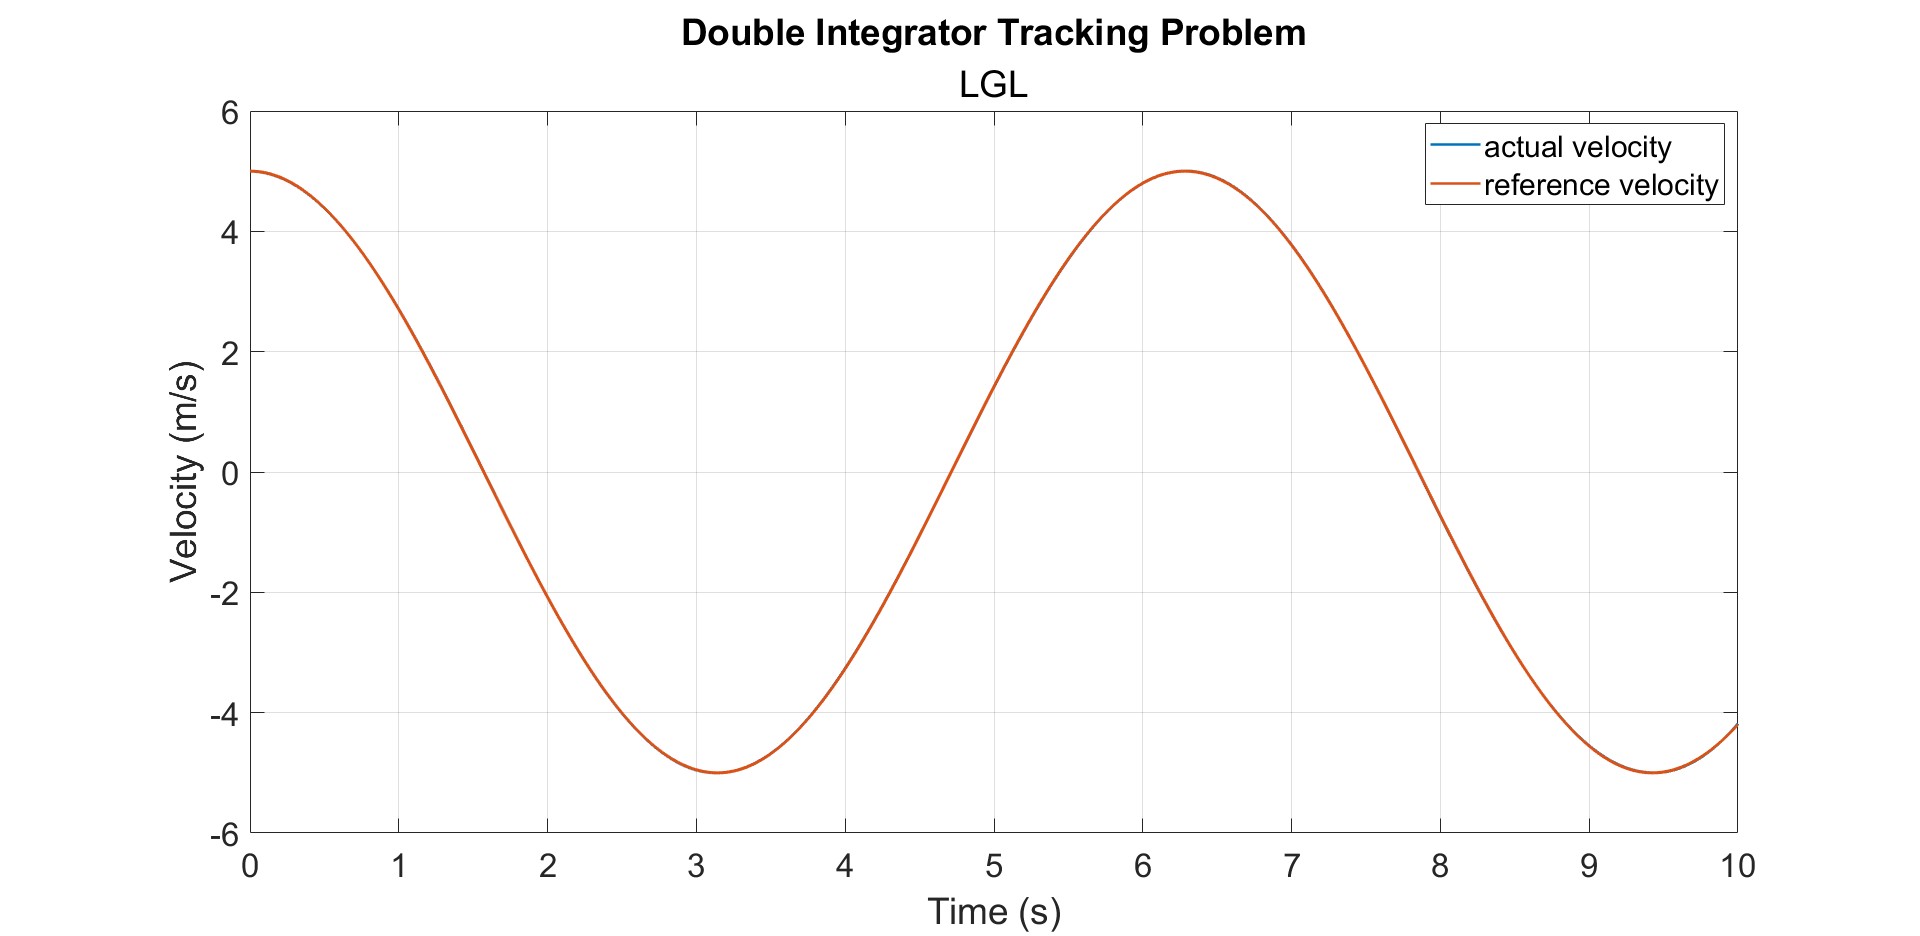 Double Integrator Tracking Problem
LGL
actual velocity
reference velocity
Velocity (m/s)
6
4
2
0
-2
-4
-6
0 1 2 3 4 5 6 7 8 9 10
Time (s)